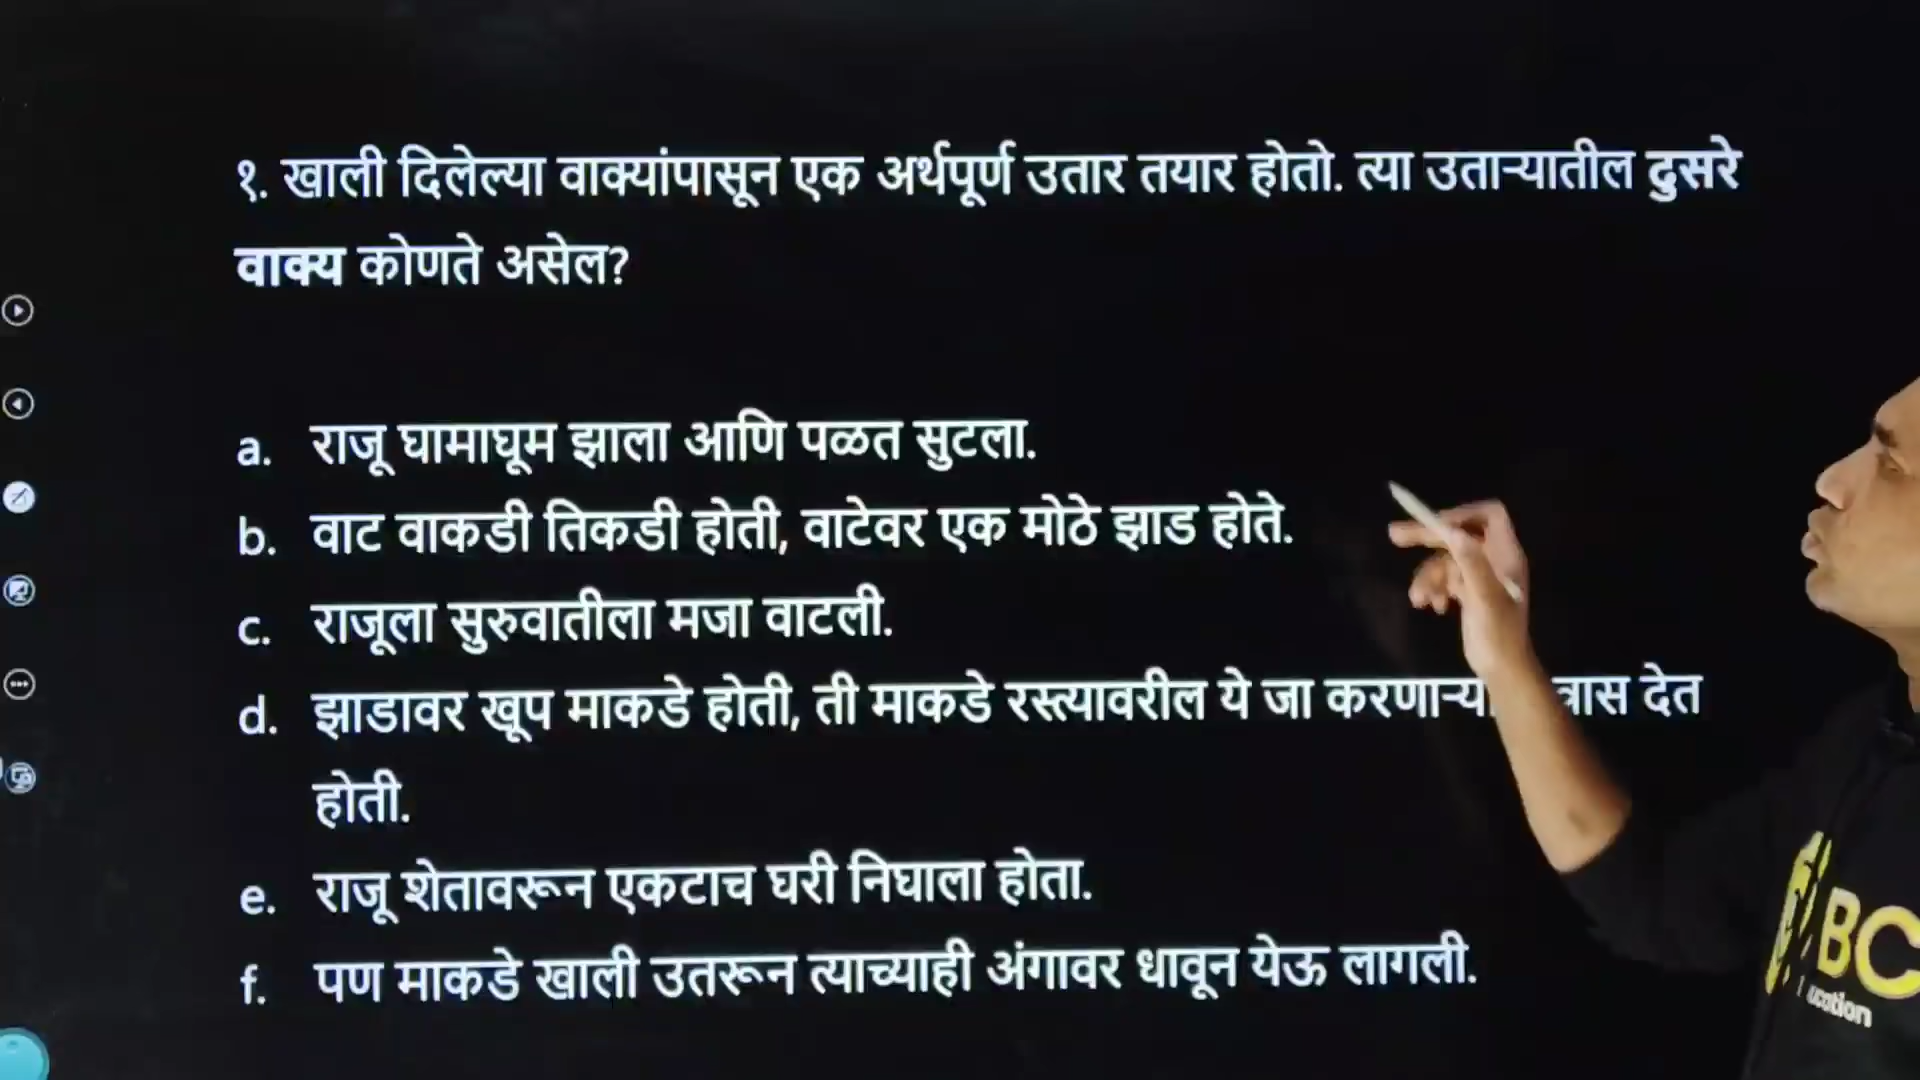 १. खाली दिलेल्या वाक्यांपासून एक अर्थपूर्ण उतार तयार होतो. त्या उताऱ्यातील दुसरे
वाक्य कोणते असेल?
a. राजू घामाघूम झाला आणि पळत सुटला.
b. वाट वाकडी तिकडी होती, वाटेवर एक मोठे झाड होते.
c. राजूला सुरुवातीला मजा वाटली.
d. झाडावर खूप माकडे होती, ती माकडे रस्त्यावरील ये जा देत
होती.
e. राजू शेतावरून एकटाच घरी निघाला होता.
f. पण माकडे खाली उतरून त्याच्याही अंगावर धावून येऊ लागली.
BC